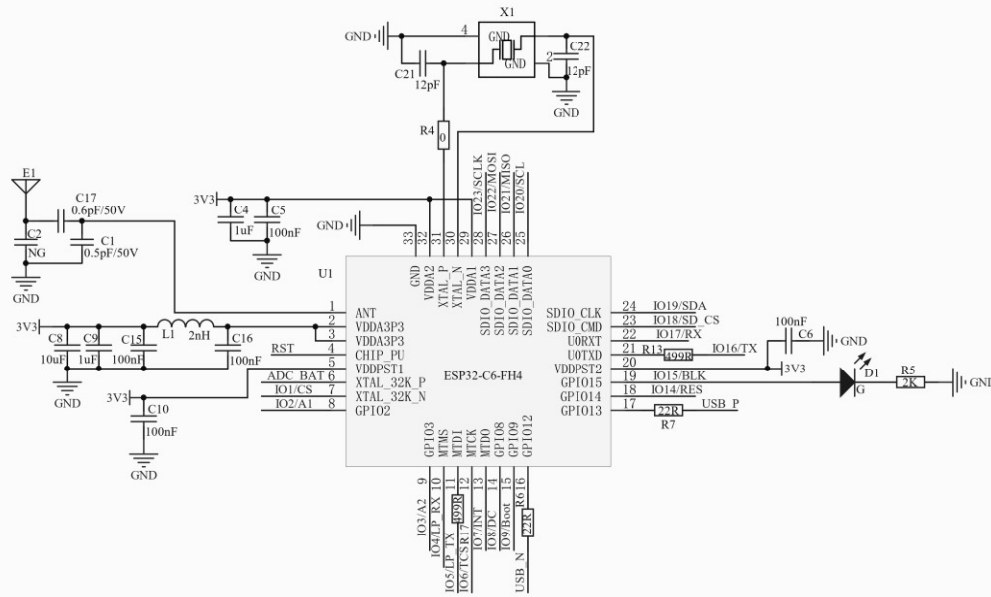 X1
GND
4
GND
C22
C21
GND
2
12pF
12pF
GND
R4
0
E1
C17
0.6pF/50V
3V3
C4
C5
1uF
100nF
GND
GND
IO23/SCLK
IO22/MOSI
IO21/MISO
IO20/SCL
C2
NG
C1
0.5pF/50V
GND
33
32
31
30
29
28
27
26
25
U1
GND
VDDA2
XTAL_P
XTAL_N
VDDA1
SDIO_DATA3
SDIO_DATA2
SDIO_DATA1
SDIO_DATA0
1
ANT
2
VDDA3P3
3
VDDA3P3
4
CHIP_PU
5
VDDPST1
6
XTAL_32K_P
7
XTAL_32K_N
8
GPIO2
3V3
L1
2nH
C8
10uF
C9
1uF
C15
100nF
C16
100nF
GND
RST
ADC_BAT
IO1/CS
IO2/A1
3V3
C10
100nF
GND
ESP32-C6-FH4
SDIO_CLK
24
IO19/SDA
SDIO_CMD
23
IO18/SD_CS
U0RXT
22
IO17/RX
U0TXD
21
R13
499R
IO16/TX
VDDPST2
20
3V3
GPIO15
19
IO15/BLK
GPIO14
18
IO14/RES
GPIO13
17
22R
R7
USB_P
100nF
C6
GND
D1
G
R5
2K
GND
GPIO3
MTMS
MTDI
MTCK
MTDO
GPIO8
GPIO9
GPIO12
9
10
11
12
13
14
15
16
IO3/A2
IO4/LP_RX
IO5/LP_TX
499R
R17
IO6/TCS
IO7/INT
IO8/DC
IO9/Boot
R6
22R
USB_N